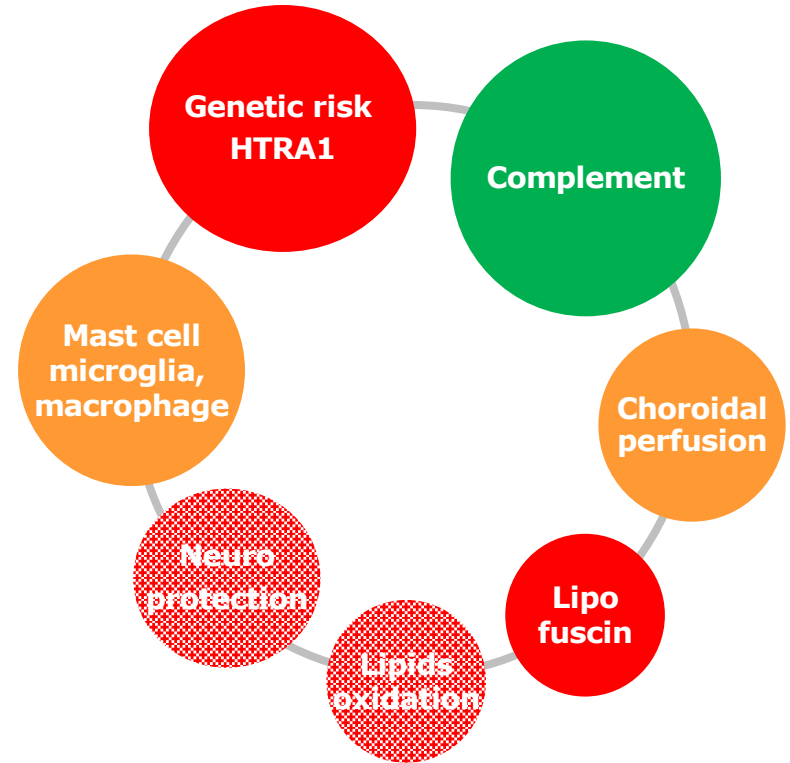 Genetic risk
HTRA1
Complement
Mast cell
microglia,
macrophage
Choroidal
perfusion
Neuro
protection
Lipo
fuscin
Lipids
oxidation